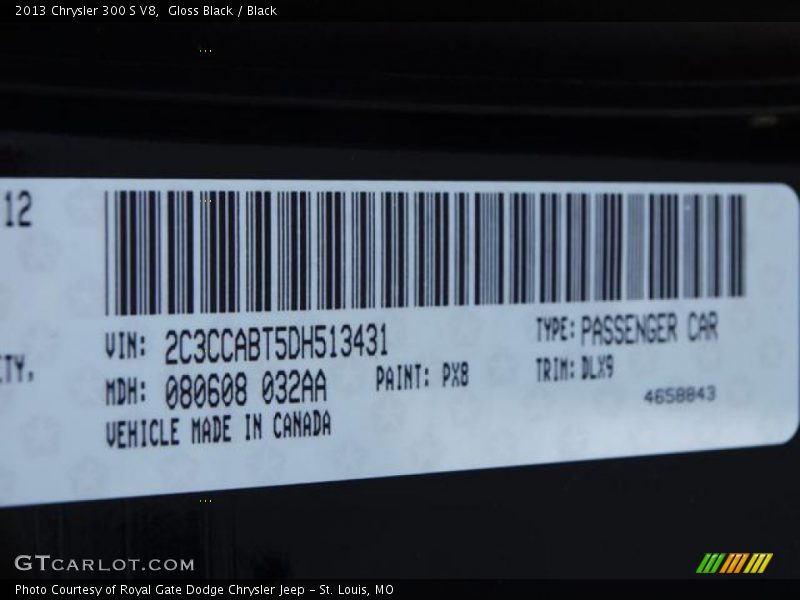 2013 Chrysler 300 S V8,  Gloss Black / Black
12
ITY,
VIN: 2C3CCABT5DH513431
TYPE: PASSENGER CAR
MDH: 080608 032AA
PAINT: PX8
TRIM: DLX9
VEHICLE MADE IN CANADA
4658843
GTCARLOT.COM
Photo Courtesy of Royal Gate Dodge Chrysler Jeep - St. Louis, MO